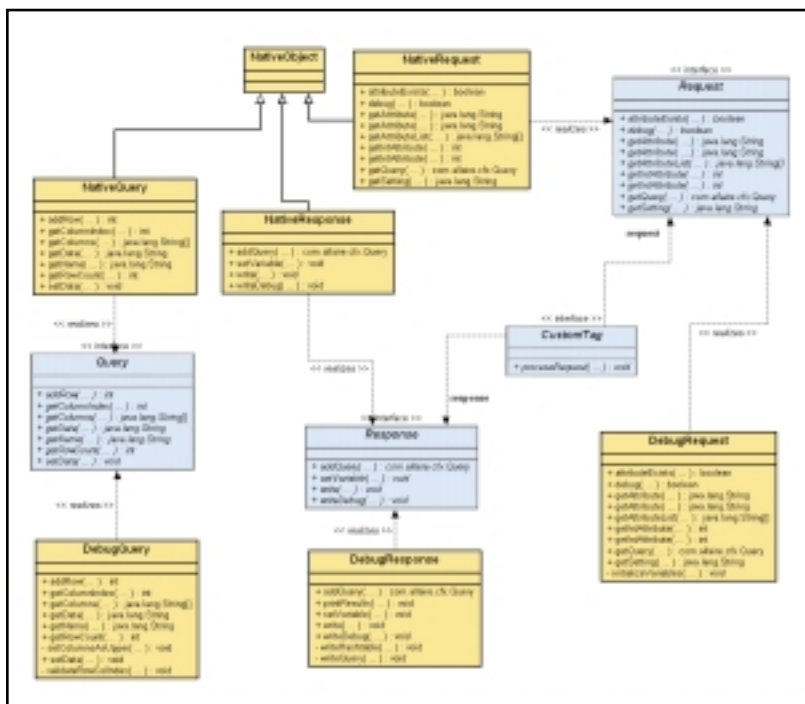 NativeObject
NativeRequest
+ attributeExists(...) : boolean
+ debug(...) : boolean
+ getAttribute(...) : java.lang.String
+ getAttribute(...) : java.lang.String
+ getAttributeList(...) : java.lang.String[]
+ getIntAttribute(...) : int
+ getIntAttribute(...) : int
+ getQuery(...) : com.allaire.cfx.Query
+ getSetting(...) : java.lang.String
<< realizes >>
<< interface >>
Request
+ attributeExists(...) : boolean
+ debug(...) : boolean
+ getAttribute(...) : java.lang.String
+ getAttribute(...) : java.lang.String
+ getAttributeList(...) : java.lang.String[]
+ getIntAttribute(...) : int
+ getIntAttribute(...) : int
+ getQuery(...) : com.allaire.cfx.Query
+ getSetting(...) : java.lang.String
request
NativeQuery
+ addRow(...) : int
+ getColumnIndex(...) : int
+ getColumns(...) : java.lang.String[]
+ getData(...) : java.lang.String
+ getName(...) : java.lang.String
+ getRowCount(...) : int
+ setData(...) : void
NativeResponse
+ addQuery(...) : com.allaire.cfx.Query
+ setVariable(...) : void
+ write(...) : void
+ writeDebug(...) : void
<< realizes >>
<< interface >>
Query
+ addRow(...) : int
+ getColumnIndex(...) : int
+ getColumns(...) : java.lang.String[]
+ getData(...) : java.lang.String
+ getName(...) : java.lang.String
+ getRowCount(...) : int
+ setData(...) : void
<< interface >>
CustomTag
+ processRequest(...) : void
<< realizes >>
<< realizes >>
response
<< interface >>
Response
+ addQuery(...) : com.allaire.cfx.Query
+ setVariable(...) : void
+ write(...) : void
+ writeDebug(...) : void
DebugRequest
+ attributeExists(...) : boolean
+ debug(...) : boolean
+ getAttribute(...) : java.lang.String
+ getAttribute(...) : java.lang.String
+ getAttributeList(...) : java.lang.String[]
+ getIntAttribute(...) : int
+ getIntAttribute(...) : int
+ getQuery(...) : com.allaire.cfx.Query
+ getSetting(...) : java.lang.String
- initializeVariables(...) : void
<< realizes >>
<< realizes >>
DebugQuery
+ addRow(...) : int
+ getColumnIndex(...) : int
+ getColumns(...) : java.lang.String[]
+ getData(...) : java.lang.String
+ getName(...) : java.lang.String
+ getRowCount(...) : int
- setColumnsAsUpper(...) : void
+ setData(...) : void
- validateRowColIndex(...) : void
DebugResponse
+ addQuery(...) : com.allaire.cfx.Query
+ printResults(...) : void
+ setVariable(...) : void
+ write(...) : void
+ writeDebug(...) : void
- writeHashtable(...) : void
- writeQuery(...) : void